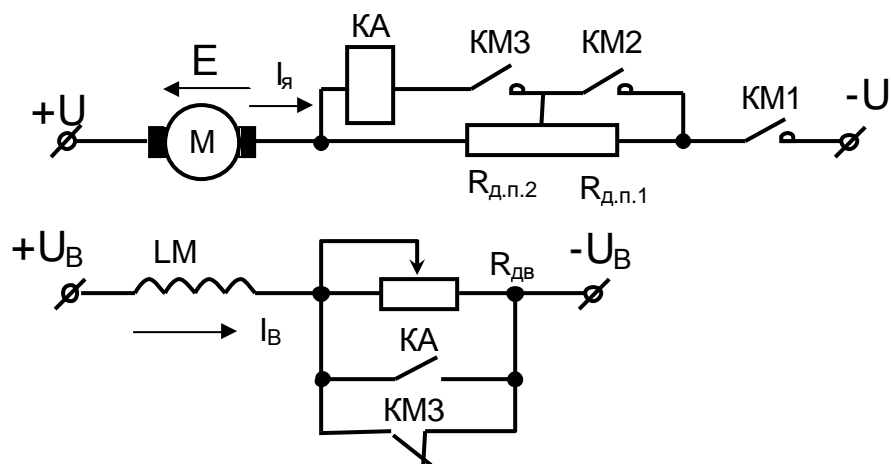 КА
КМ3
КМ2
E
Iя
КМ1
-U
+U
М
Rд.п.2
Rд.п.1
+UВ
LM
Rдв
-UВ
IВ
КА
КМ3